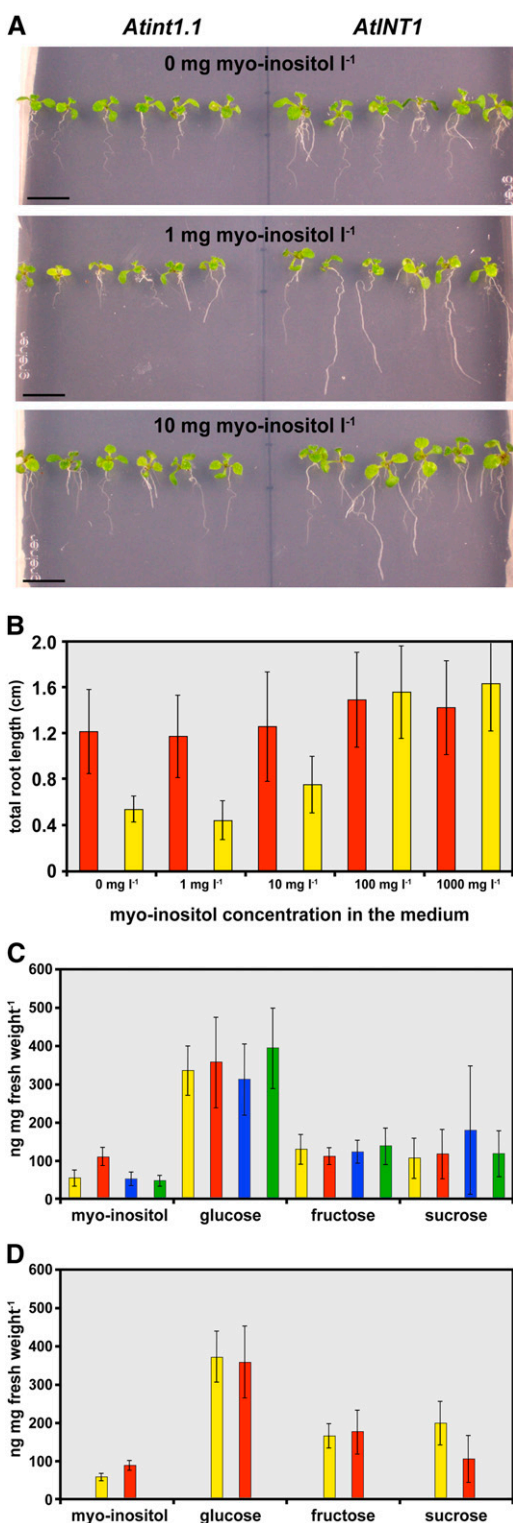 A
Atint1.1 AtINT1
0 mg myo-inositol l⁻¹
greiner
1 mg myo-inositol l⁻¹
greiner
10 mg myo-inositol l⁻¹
greiner
B
total root length (cm)
2.0
1.6
1.2
0.8
0.4
0
0 mg l⁻¹ 1 mg l⁻¹ 10 mg l⁻¹ 100 mg l⁻¹ 1000 mg l⁻¹
myo-inositol concentration in the medium
C
ng mg fresh weight⁻¹
600
500
400
300
200
100
0
myo-inositol glucose fructose sucrose
D
ng mg fresh weight⁻¹
600
500
400
300
200
100
0
myo-inositol glucose fructose sucrose